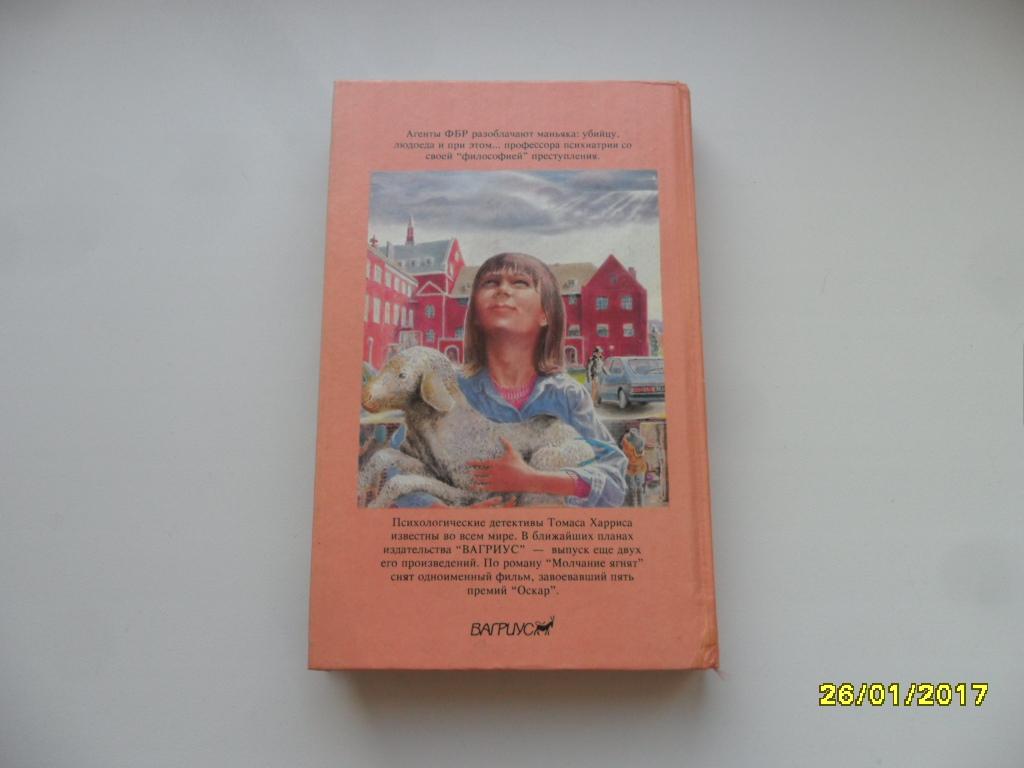 Агенты ФБР разоблачают маньяка: убийцу,
людоеда и при этом... профессора психиатрии со
своей "философией" преступления.
Психологические детективы Томаса Харриса
известны во всем мире. В ближайших планах
издательства "ВАГРИУС" — выпуск еще двух
его произведений. По роману "Молчание ягнят"
снят одноименный фильм, завоевавший пять
премий "Оскар".
ВАГРИУС
26/01/2017